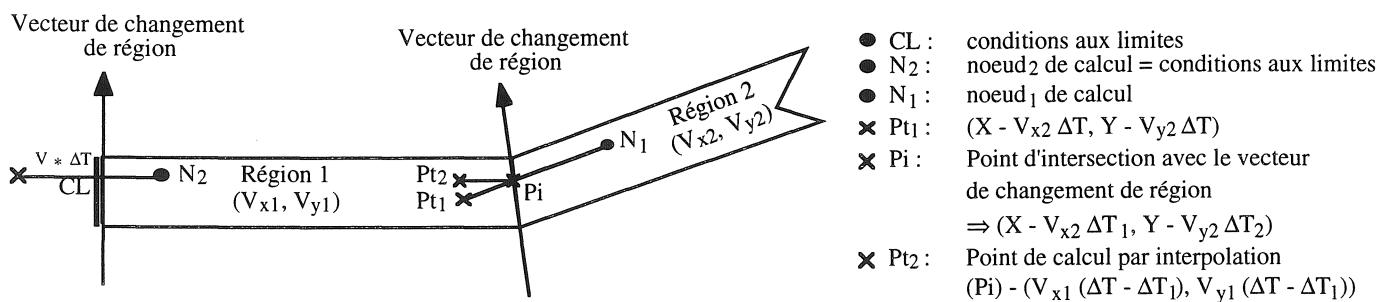 Vecteur de changement
de région
Vecteur de changement
de région
V * ΔT
CL
N2
Région 1
(Vx1, Vy1)
Pt2
Pt1
Pi
N1
Région 2
(Vx2, Vy2)
CL : conditions aux limites
N2 : noeud2 de calcul = conditions aux limites
N1 : noeud1 de calcul
Pt1 : (X - Vx2 ΔT, Y - Vy2 ΔT)
Pi : Point d'intersection avec le vecteur
de changement de région
⇒ (X - Vx2 ΔT1, Y - Vy2 ΔT2)
Pt2 : Point de calcul par interpolation
(Pi) - (Vx1 (ΔT - ΔT1), Vy1 (ΔT - ΔT1))